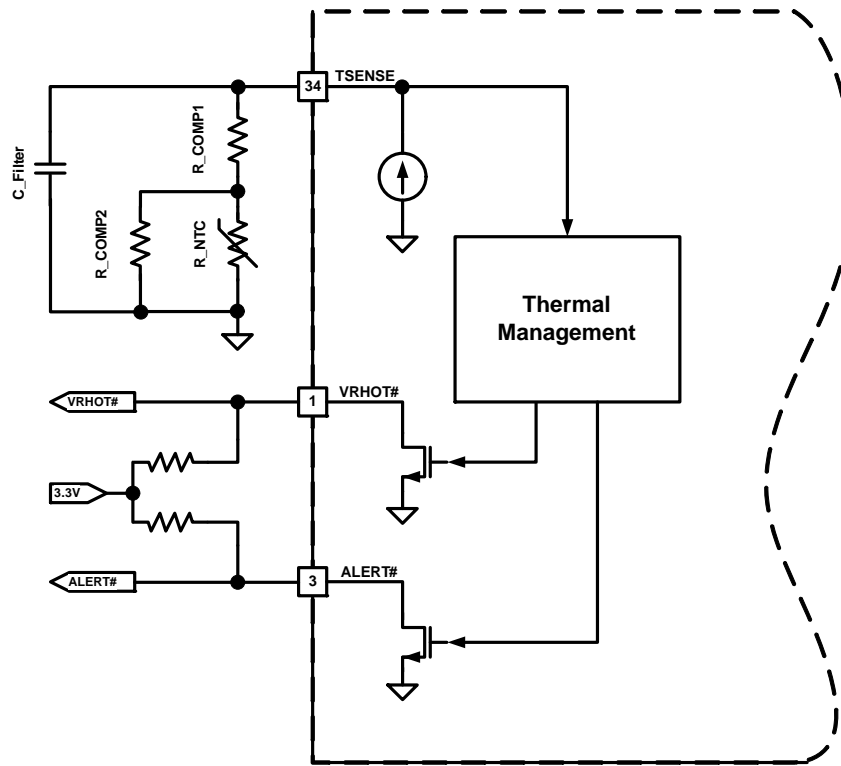 34
TSENSE
R_COMP1
C_Filter
R_COMP2
R_NTC
Thermal
Management
VRHOT#
1
VRHOT#
3.3V
ALERT#
3
ALERT#